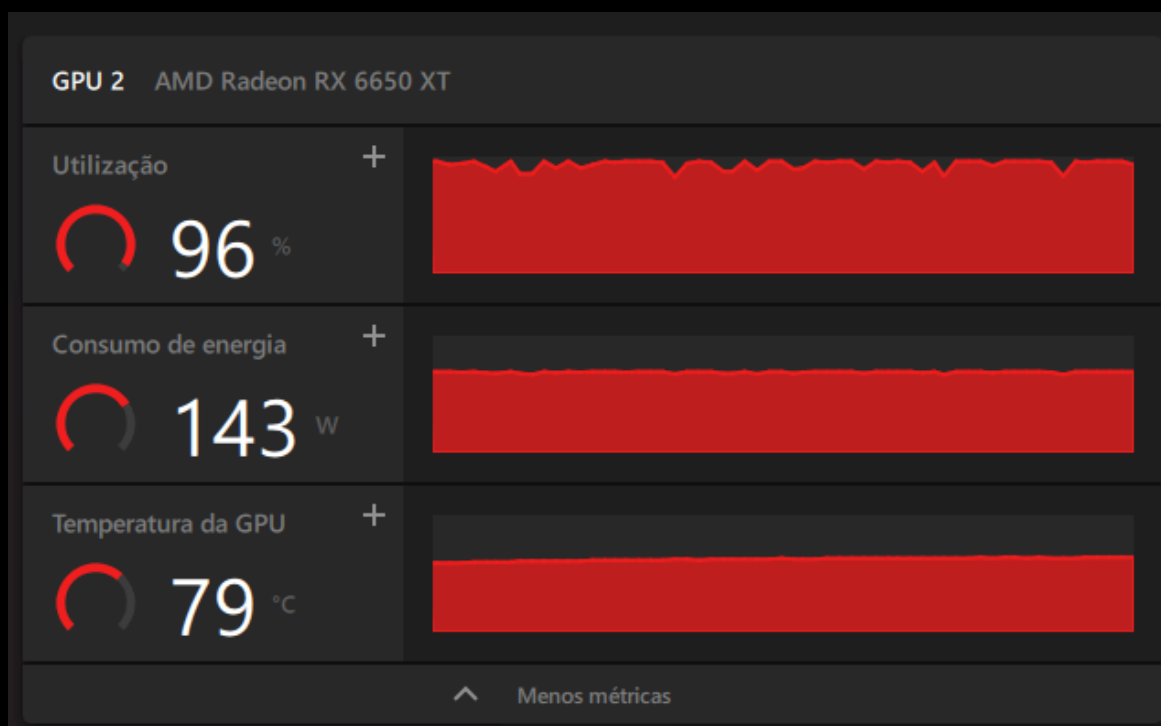 GPU 2 AMD Radeon RX 6650 XT
Utilização +
96 %
Consumo de energia +
143 W
Temperatura da GPU +
79 °C
Menos métricas